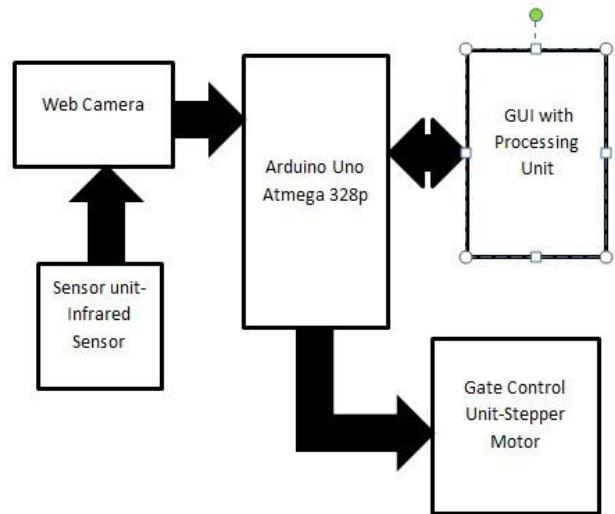 Web Camera
Arduino Uno
Atmega 328p
GUI with
Processing
Unit
Sensor unit-
Infrared
Sensor
Gate Control
Unit-Stepper
Motor